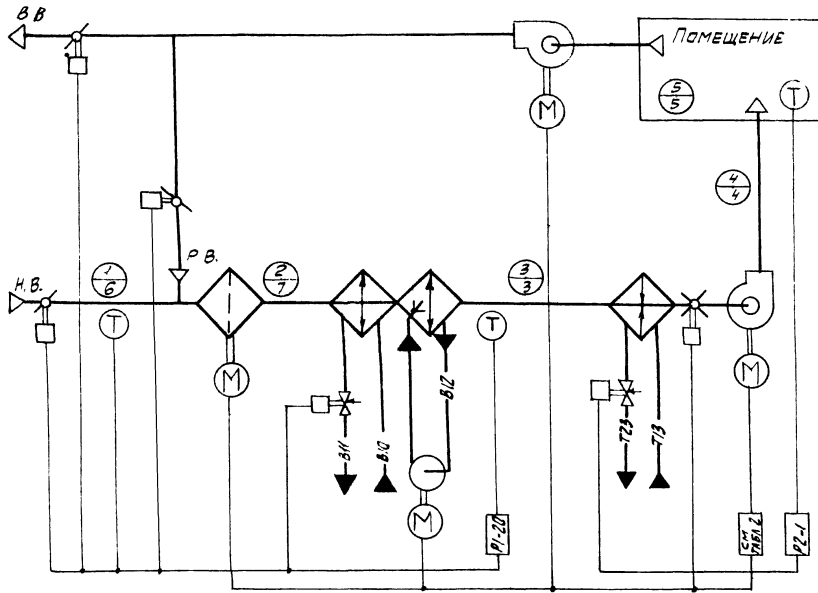 В В
ПОМЕЩЕНИЕ
M
5
5
T
4
4
Н.В.
1
6
Р В.
2
7
3
3
T
T
M
M
В11
В10
В12
Т23
Т13
M
Р1-20
СМ
ТАБЛ 2
Р2-1